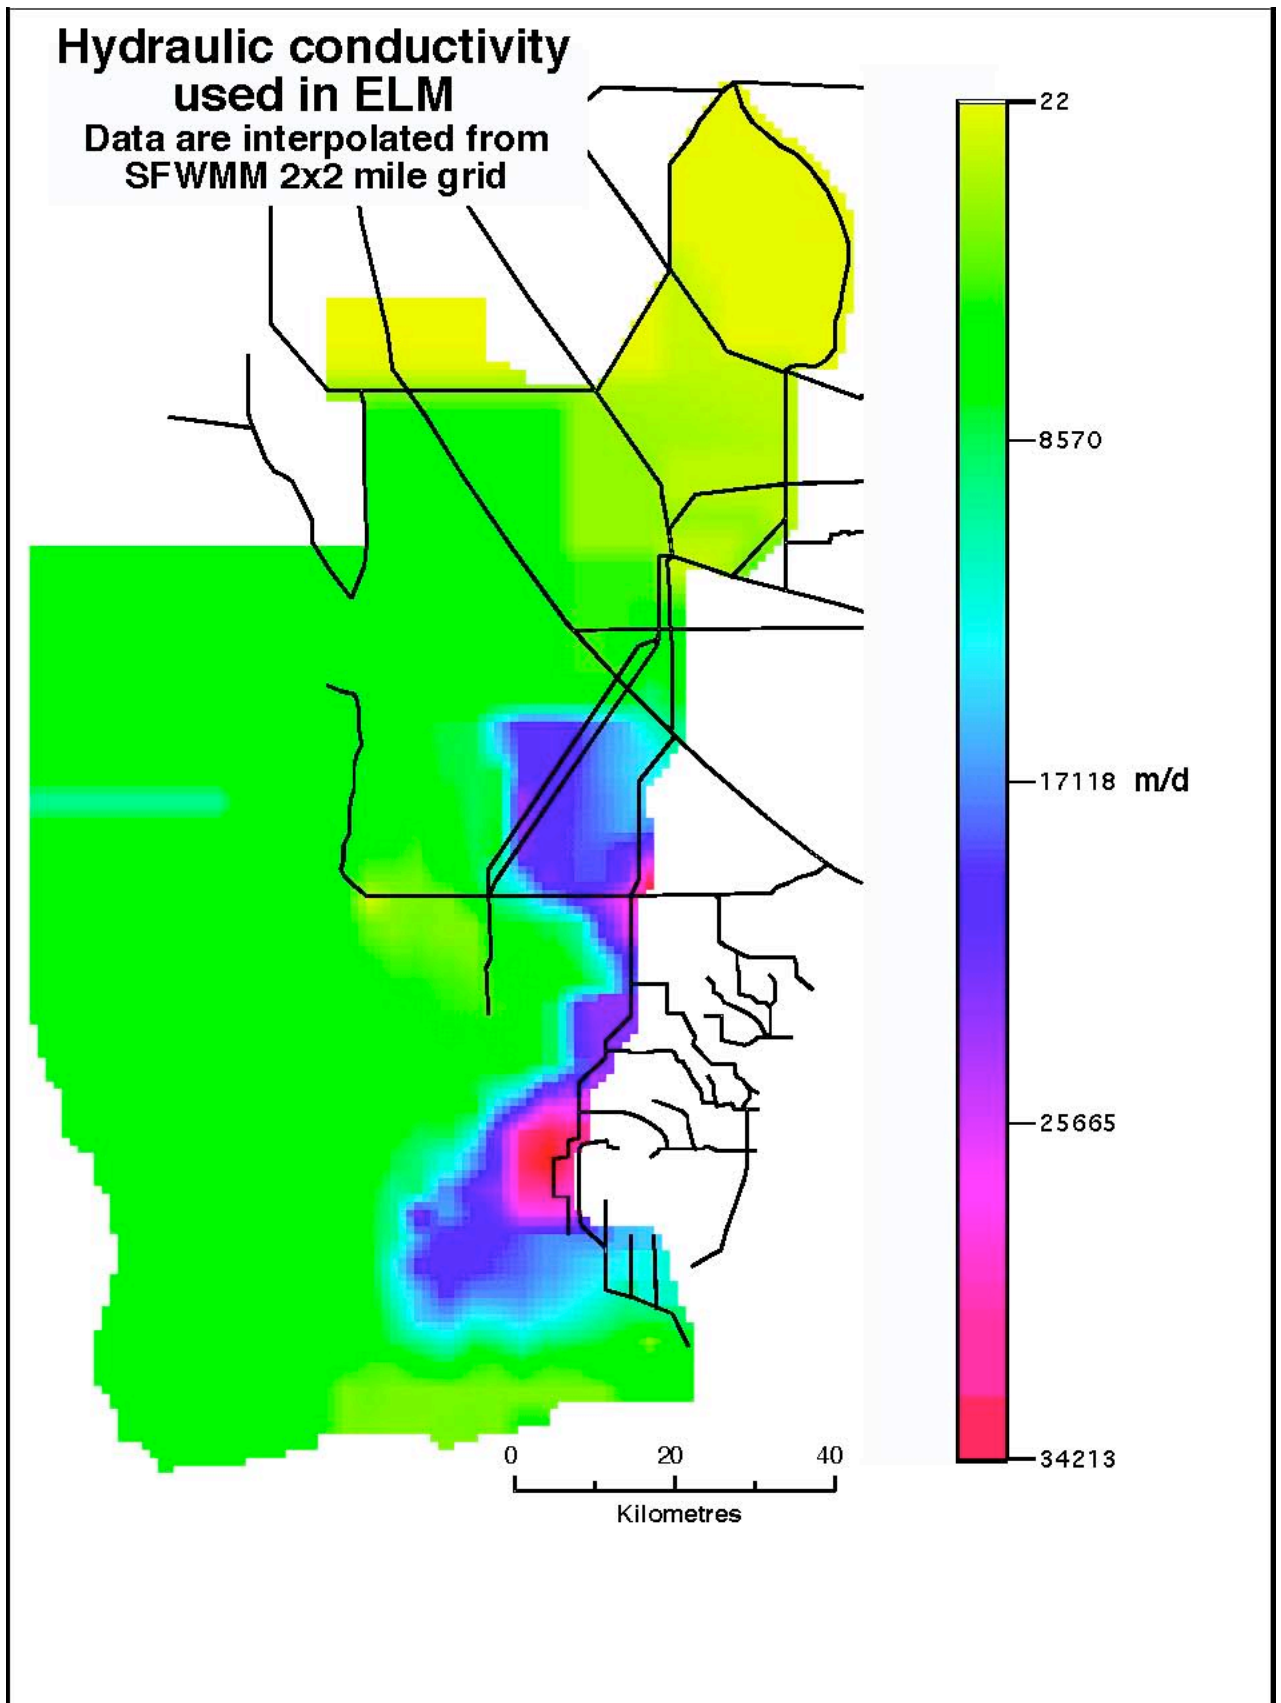 Hydraulic conductivity
used in ELM
Data are interpolated from
SFWMM 2x2 mile grid
22
8570
17118 m/d
25665
34213
0 20 40
Kilometres